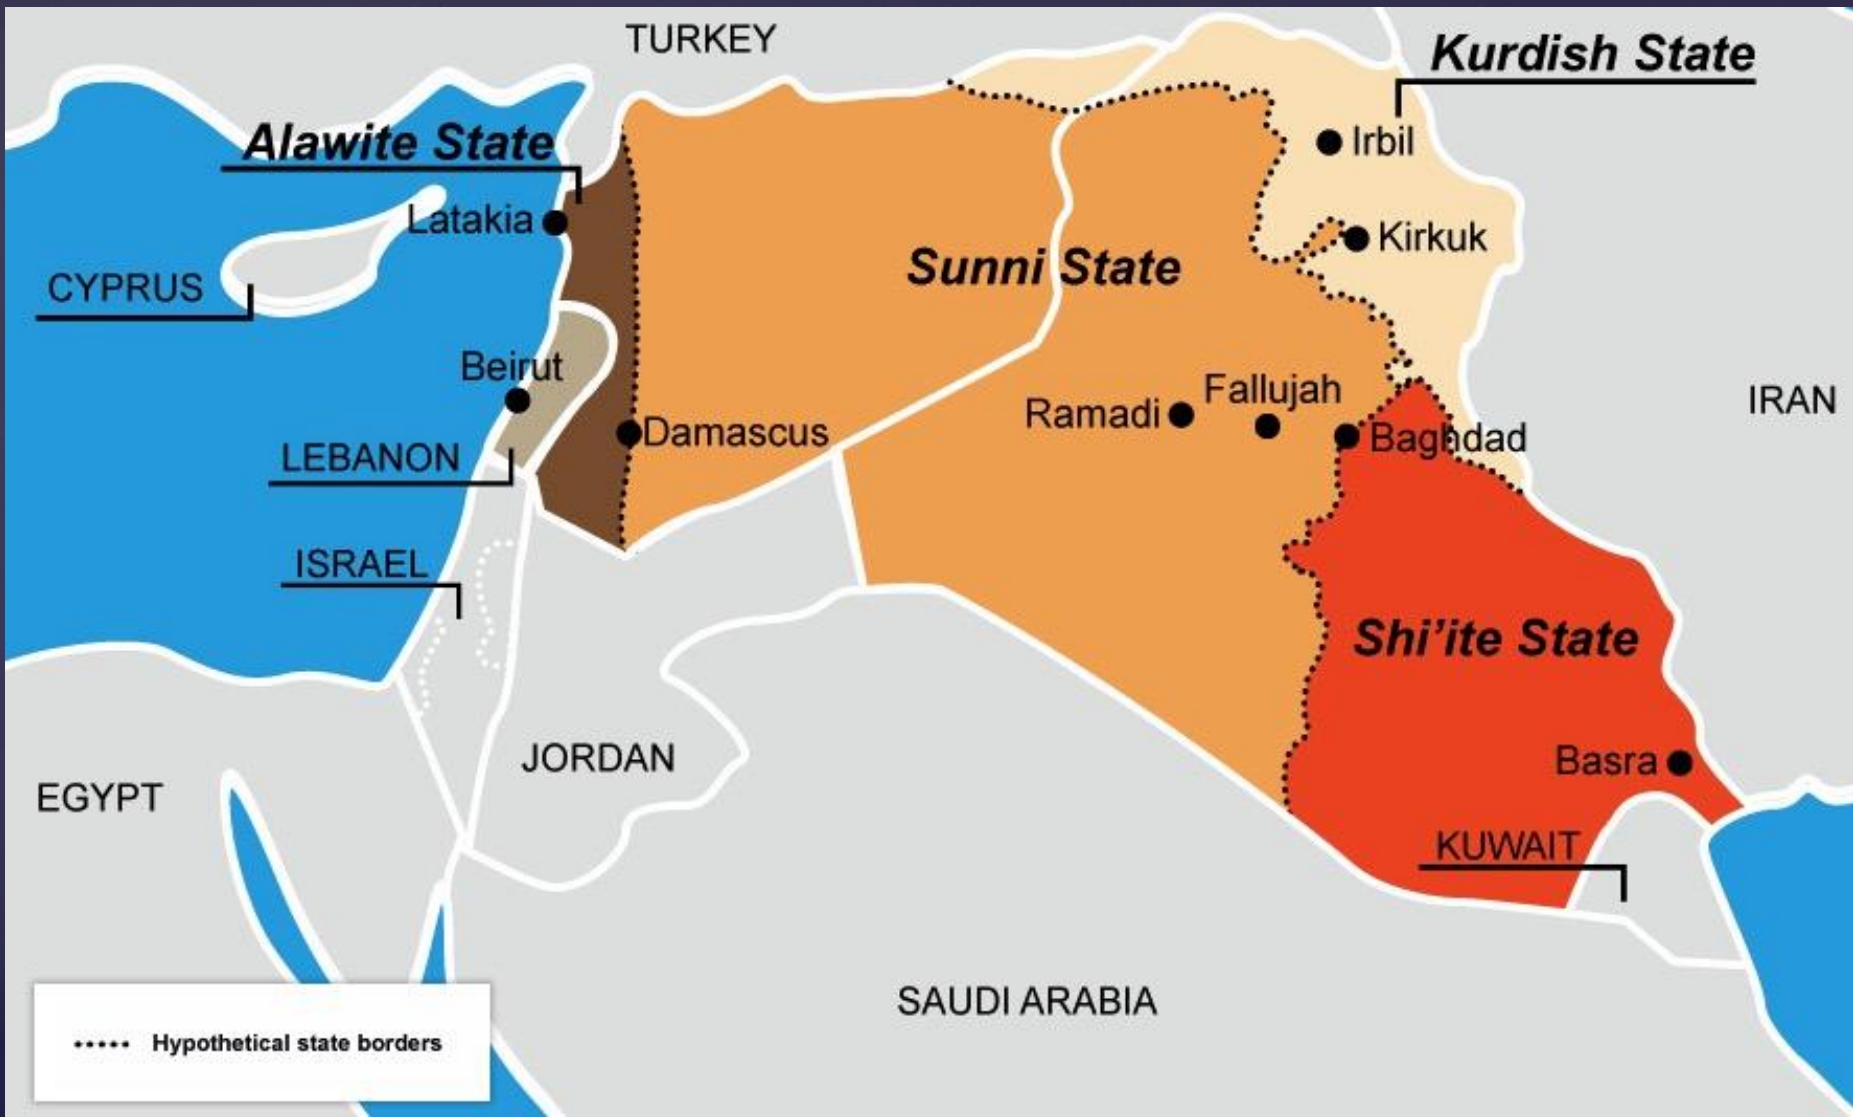 TURKEY
Kurdish State
Alawite State
Irbil
Latakia
Kirkuk
Sunni State
CYPRUS
Beirut
Fallujah
Ramadi
IRAN
Damascus
Baghdad
LEBANON
ISRAEL
Shi’ite State
JORDAN
Basra
EGYPT
KUWAIT
SAUDI ARABIA
Hypothetical state borders